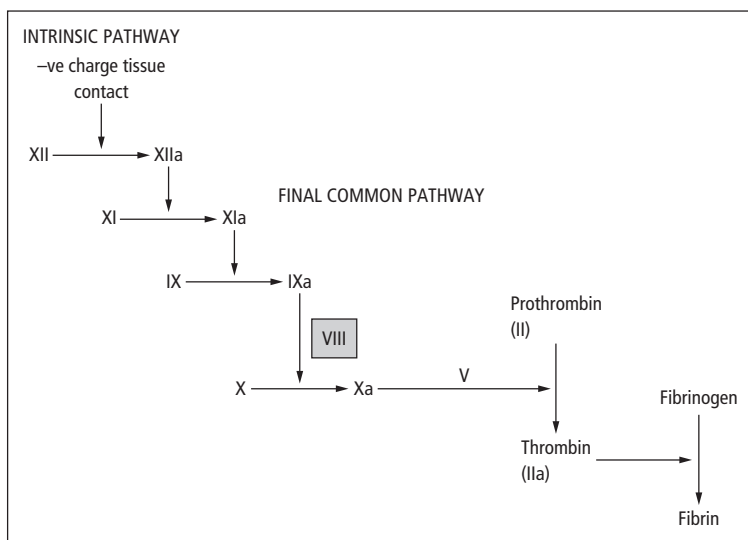 INTRINSIC PATHWAY
–ve charge tissue
contact
XII XIIa
FINAL COMMON PATHWAY
XI XIa
IX IXa
Prothrombin
(II)
VIII
X Xa V
Fibrinogen
Thrombin
(IIa)
Fibrin